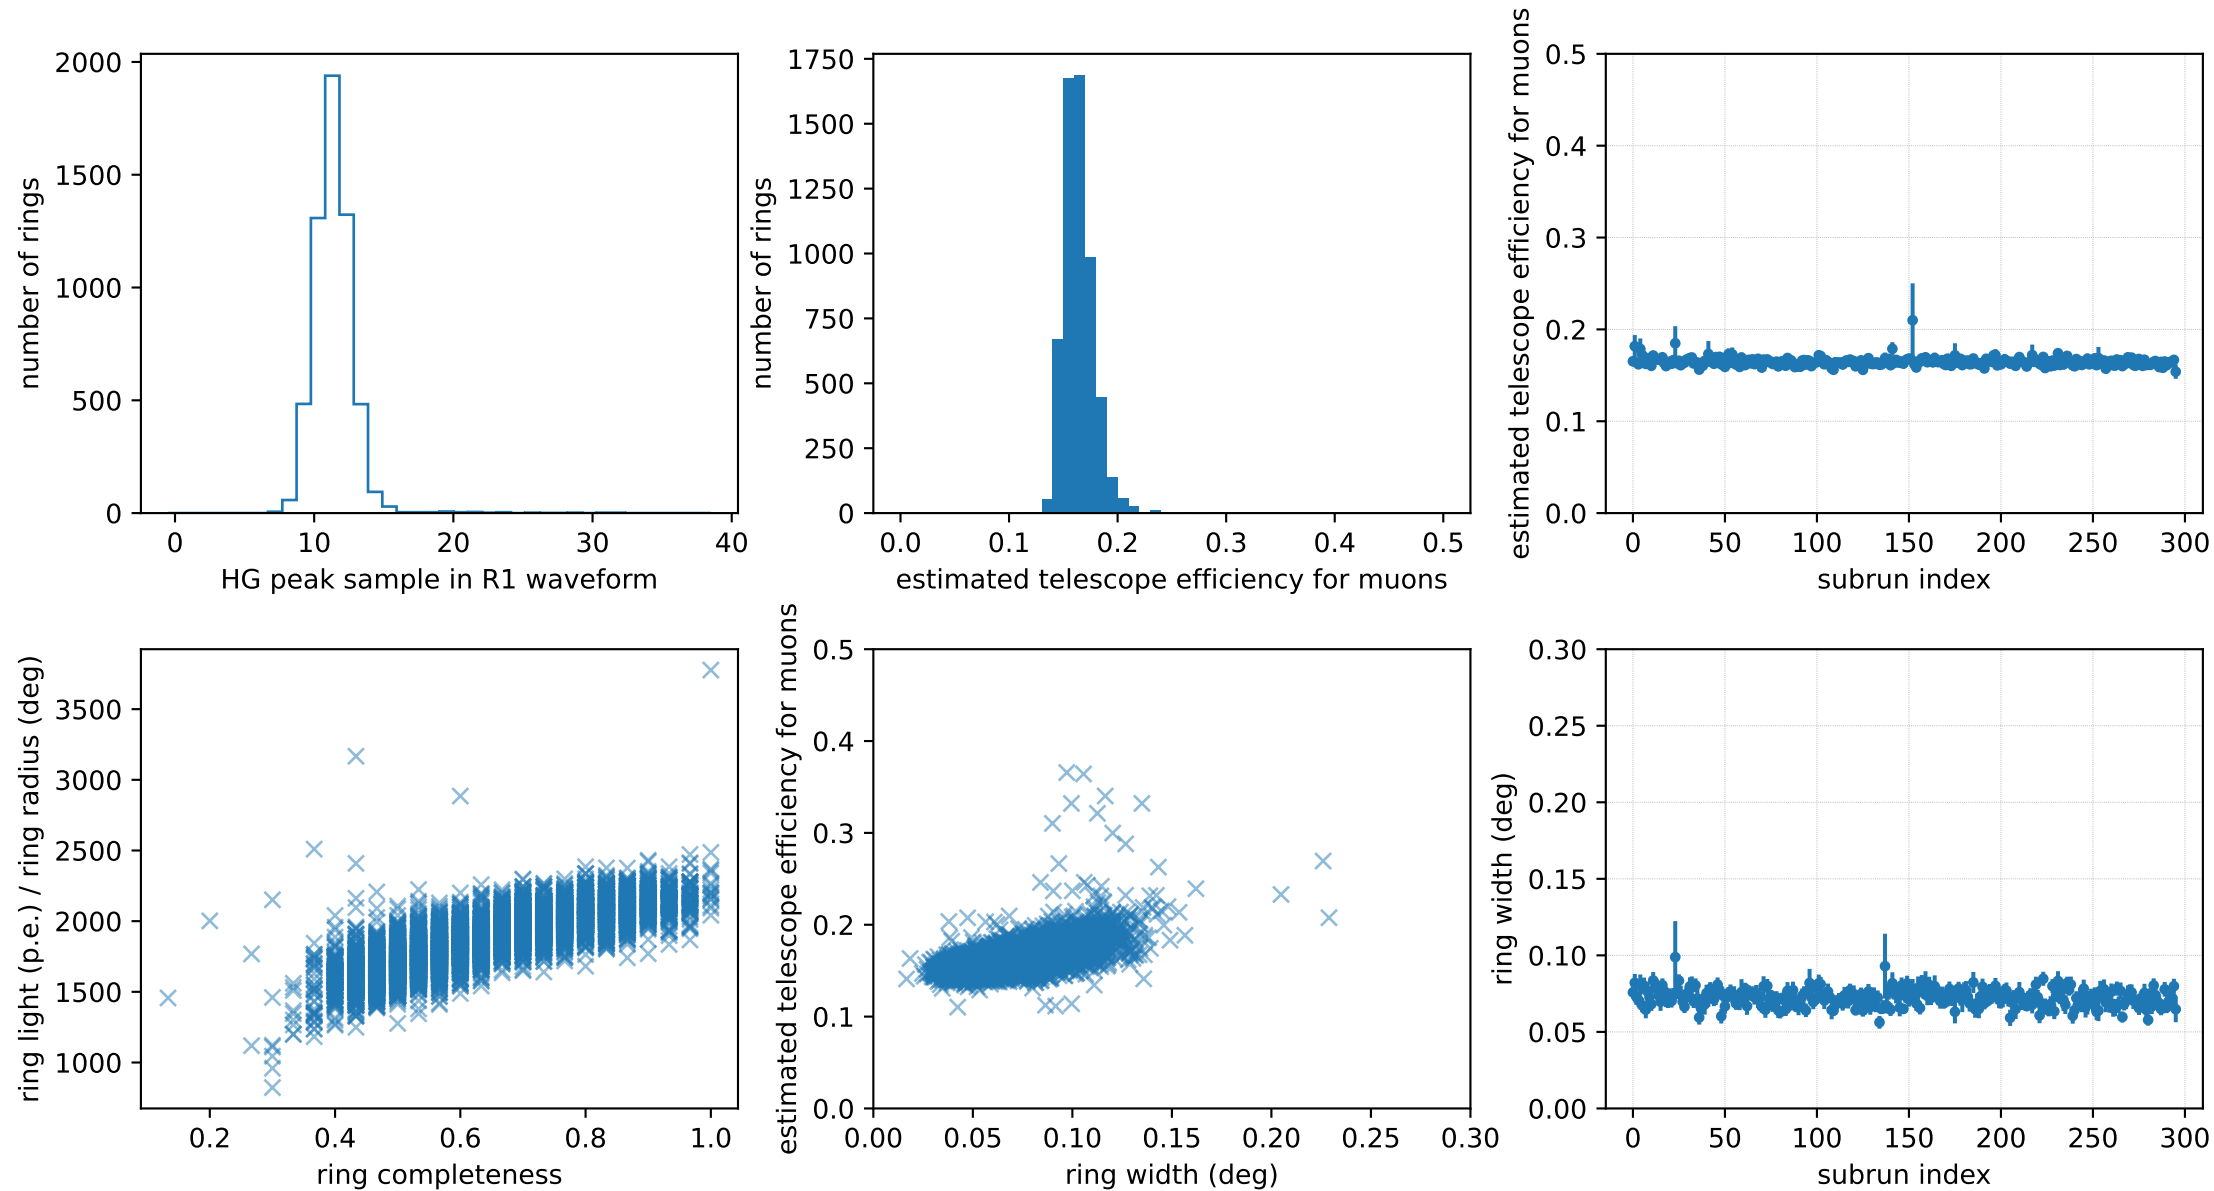 2000
1500
1000
500
0
number of rings
0 10 20 30 40
HG peak sample in R1 waveform
1750
1500
1250
1000
750
500
250
0
number of rings
0.0 0.1 0.2 0.3 0.4 0.5
estimated telescope efficiency for muons
0.5
0.4
0.3
0.2
0.1
0.0
estimated telescope efficiency for muons
0 50 100 150 200 250 300
subrun index
3500
3000
2500
2000
1500
1000
ring light (p.e.) / ring radius (deg)
0.2 0.4 0.6 0.8 1.0
ring completeness
0.5
0.4
0.3
0.2
0.1
0.0
estimated telescope efficiency for muons
0.00 0.05 0.10 0.15 0.20 0.25 0.30
ring width (deg)
0.30
0.25
0.20
0.15
0.10
0.05
0.00
ring width (deg)
0 50 100 150 200 250 300
subrun index